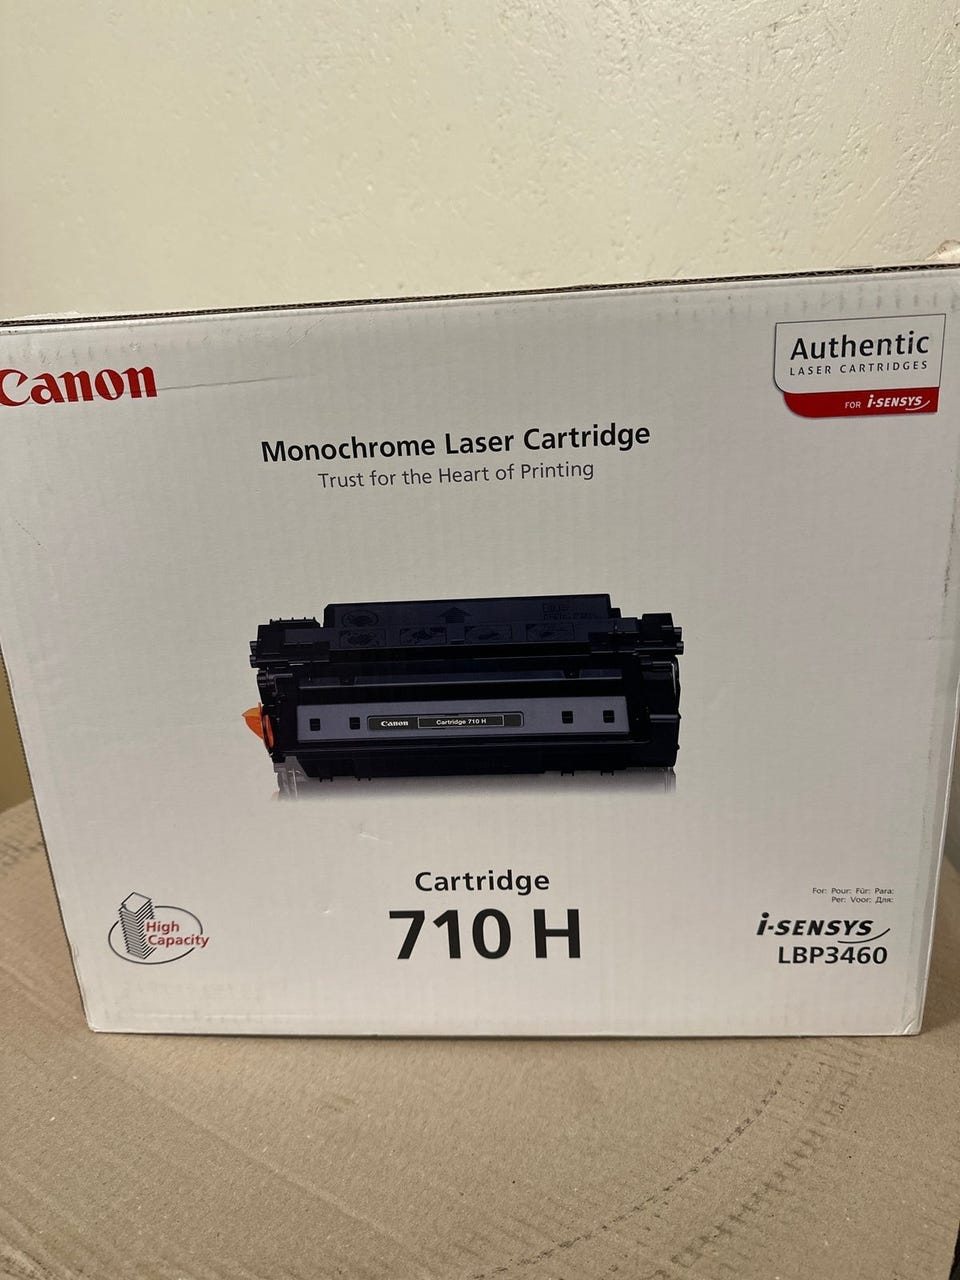 Canon
Authentic
LASER CARTRIDGES
FOR i-SENSYS
Monochrome Laser Cartridge
Trust for the Heart of Printing
Canon Cartridge 710 H
Cartridge
710 H
High
Capacity
For: Pour: Für: Para:
Per: Voor: Для:
i-SENSYS
LBP3460